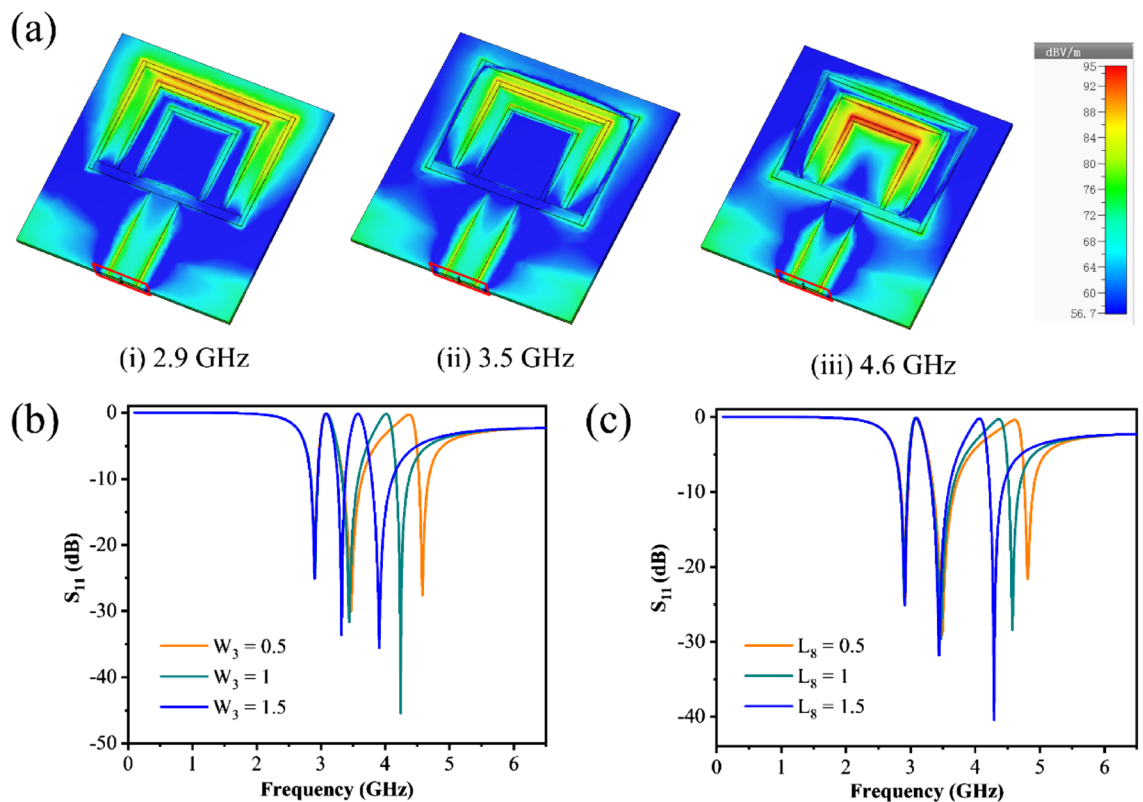 (a)
dBV/m
95
88
84
80
76
72
68
64
60
56.7
1
1
1
(i) 2.9 GHz
(ii) 3.5 GHz
(iii) 4.6 GHz
(b)
0
-10
-20
-30
-40
-50
S11 (dB)
W3 = 0.5
W3 = 1
W3 = 1.5
0 1 2 3 4 5 6
Frequency (GHz)
(c)
0
-10
-20
-30
-40
S11 (dB)
L8 = 0.5
L8 = 1
L8 = 1.5
0 1 2 3 4 5 6
Frequency (GHz)